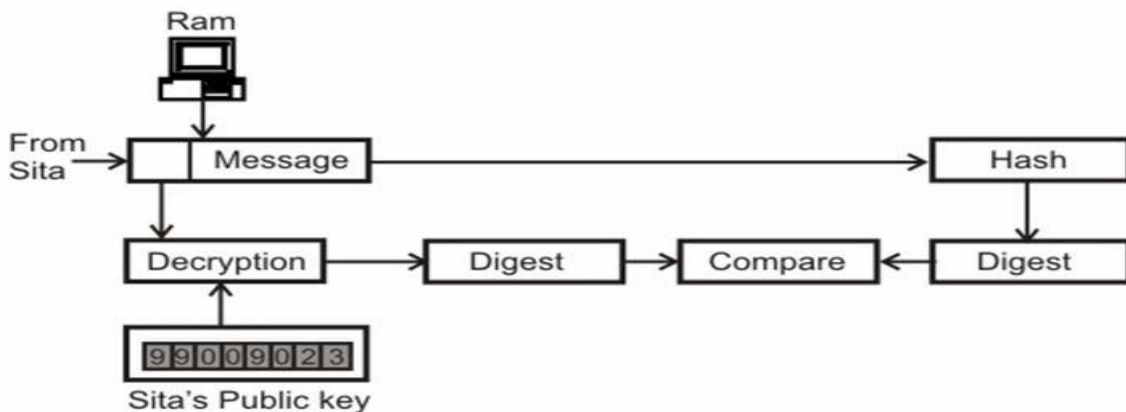 Ram
From
Sita
Message
Hash
Decryption
Digest
Compare
Digest
99009023
Sita's Public key